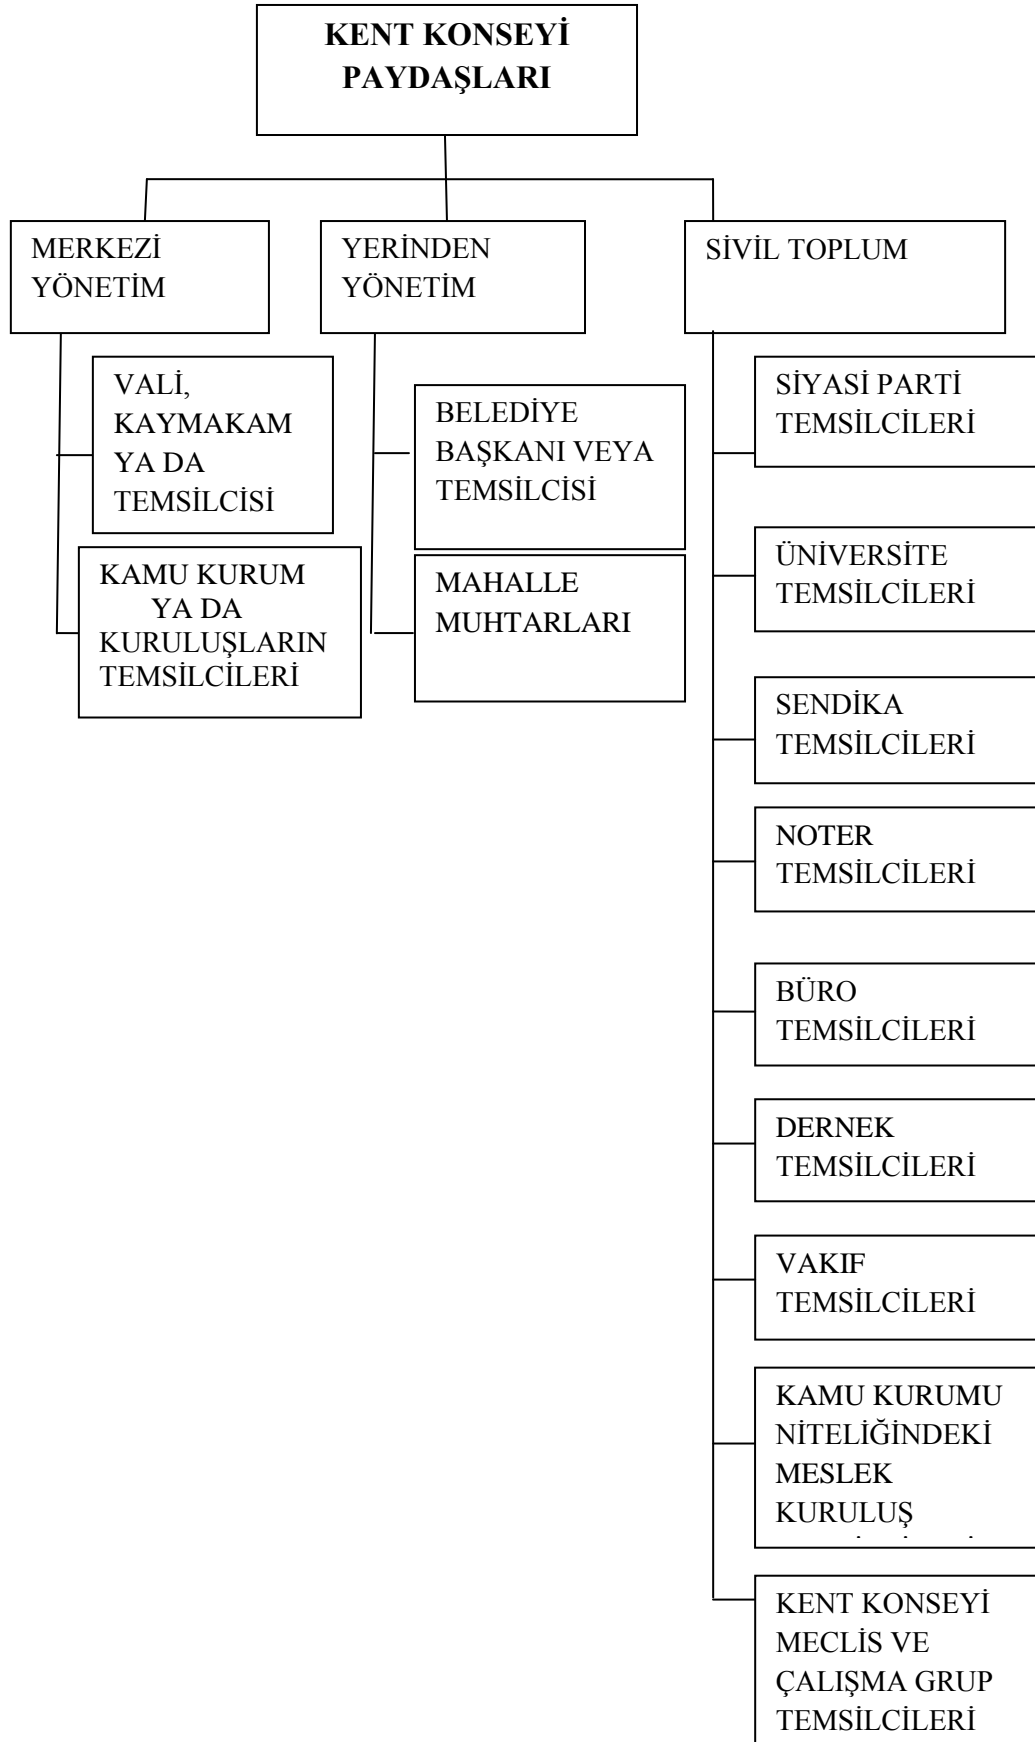 KENT KONSEYİ
PAYDAŞLARI
MERKEZİ
YÖNETİM
YERİNDEN
YÖNETİM
SİVİL TOPLUM
VALİ,
KAYMAKAM
YA DA
TEMSİLCİSİ
KAMU KURUM
YA DA
KURULUŞLARIN
TEMSİLCİLERİ
BELEDİYE
BAŞKANI VEYA
TEMSİLCİSİ
MAHALLE
MUHTARLARI
SİYASİ PARTİ
TEMSİLCİLERİ
ÜNİVERSİTE
TEMSİLCİLERİ
SENDİKA
TEMSİLCİLERİ
NOTER
TEMSİLCİLERİ
BÜRO
TEMSİLCİLERİ
DERNEK
TEMSİLCİLERİ
VAKIF
TEMSİLCİLERİ
KAMU KURUMU
NİTELİĞİNDEKİ
MESLEK
KURULUŞ
KENT KONSEYİ
MECLİS VE
ÇALIŞMA GRUP
TEMSİLCİLERİ